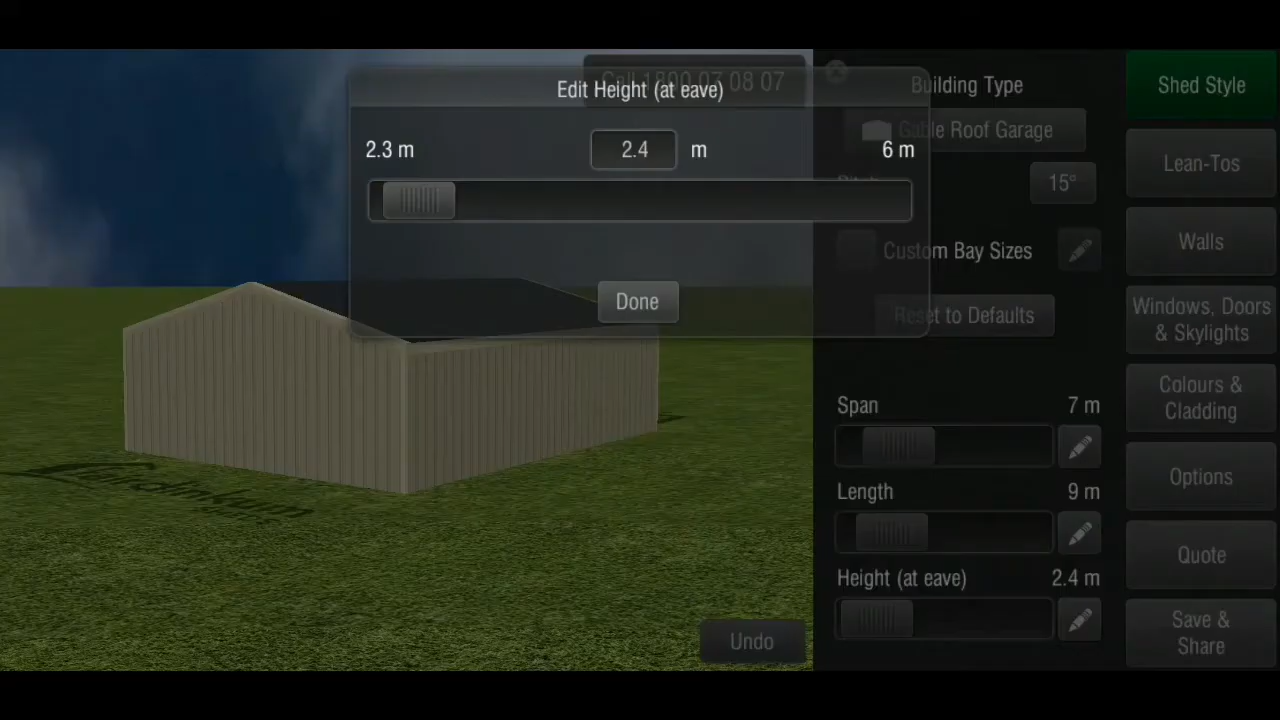 Call 1800 07 08 07
Edit Height (at eave)
2.3 m
2.4
m
6 m
Done
Building Type
Gable Roof Garage
Pitch
15°
Custom Bay Sizes
Reset to Defaults
Span
7 m
Length
9 m
Height (at eave)
2.4 m
Undo
Shed Style
Lean-Tos
Walls
Windows, Doors
& Skylights
Colours &
Cladding
Options
Quote
Save &
Share